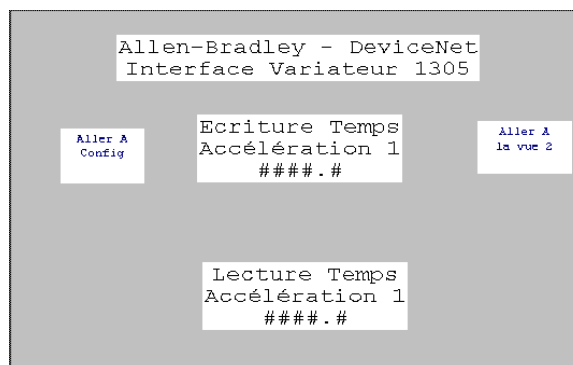 Allen-Bradley - DeviceNet
Interface Variateur 1305
Aller A
Config
Ecriture Temps
Accélération 1
####.#
Aller A
la vue 2
Lecture Temps
Accélération 1
####.#